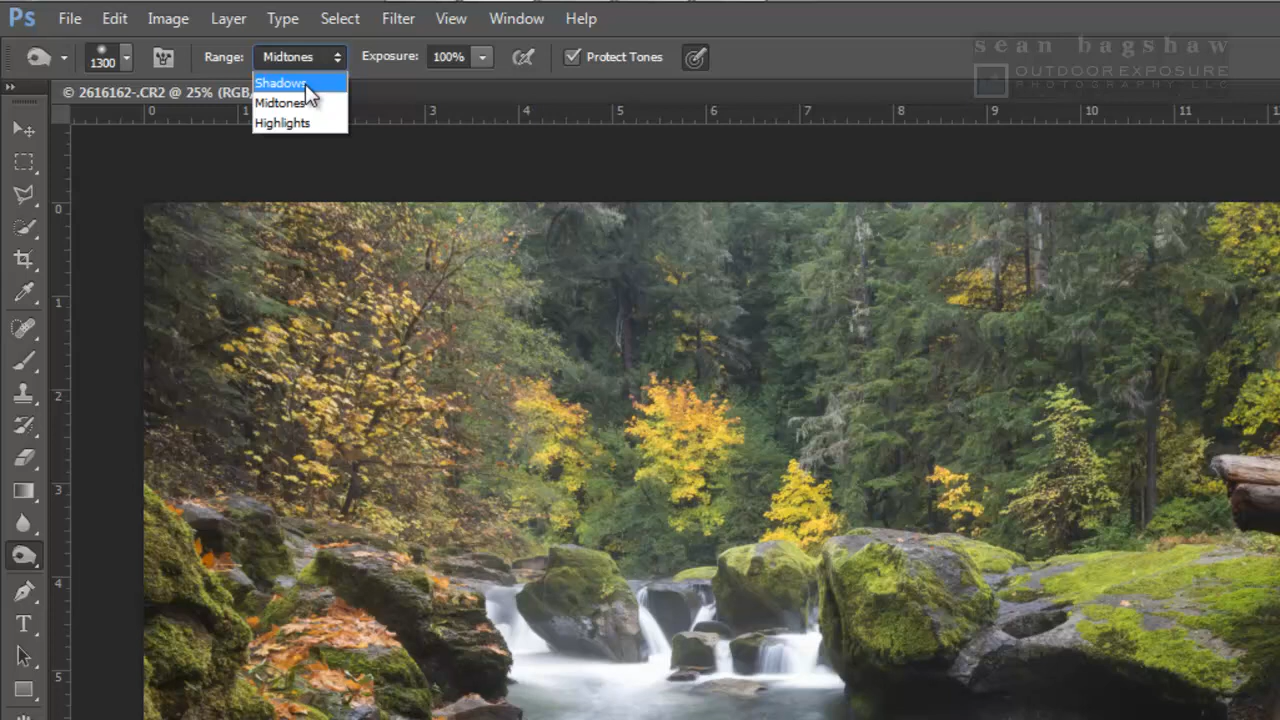 Ps File Edit Image Layer Type Select Filter View Window Help
1300 Range: Midtones Exposure: 100% Protect Tones
sean bagshaw
OUTDOOREXPOSURE
PHOTOGRAPHY, LLC
Shadows
Midtones
Highlights
© 2616162-.CR2 @ 25% (RGB/
0 1 3 4 5 6 7 8 9 10 11 1
0
1
2
3
4
5
T